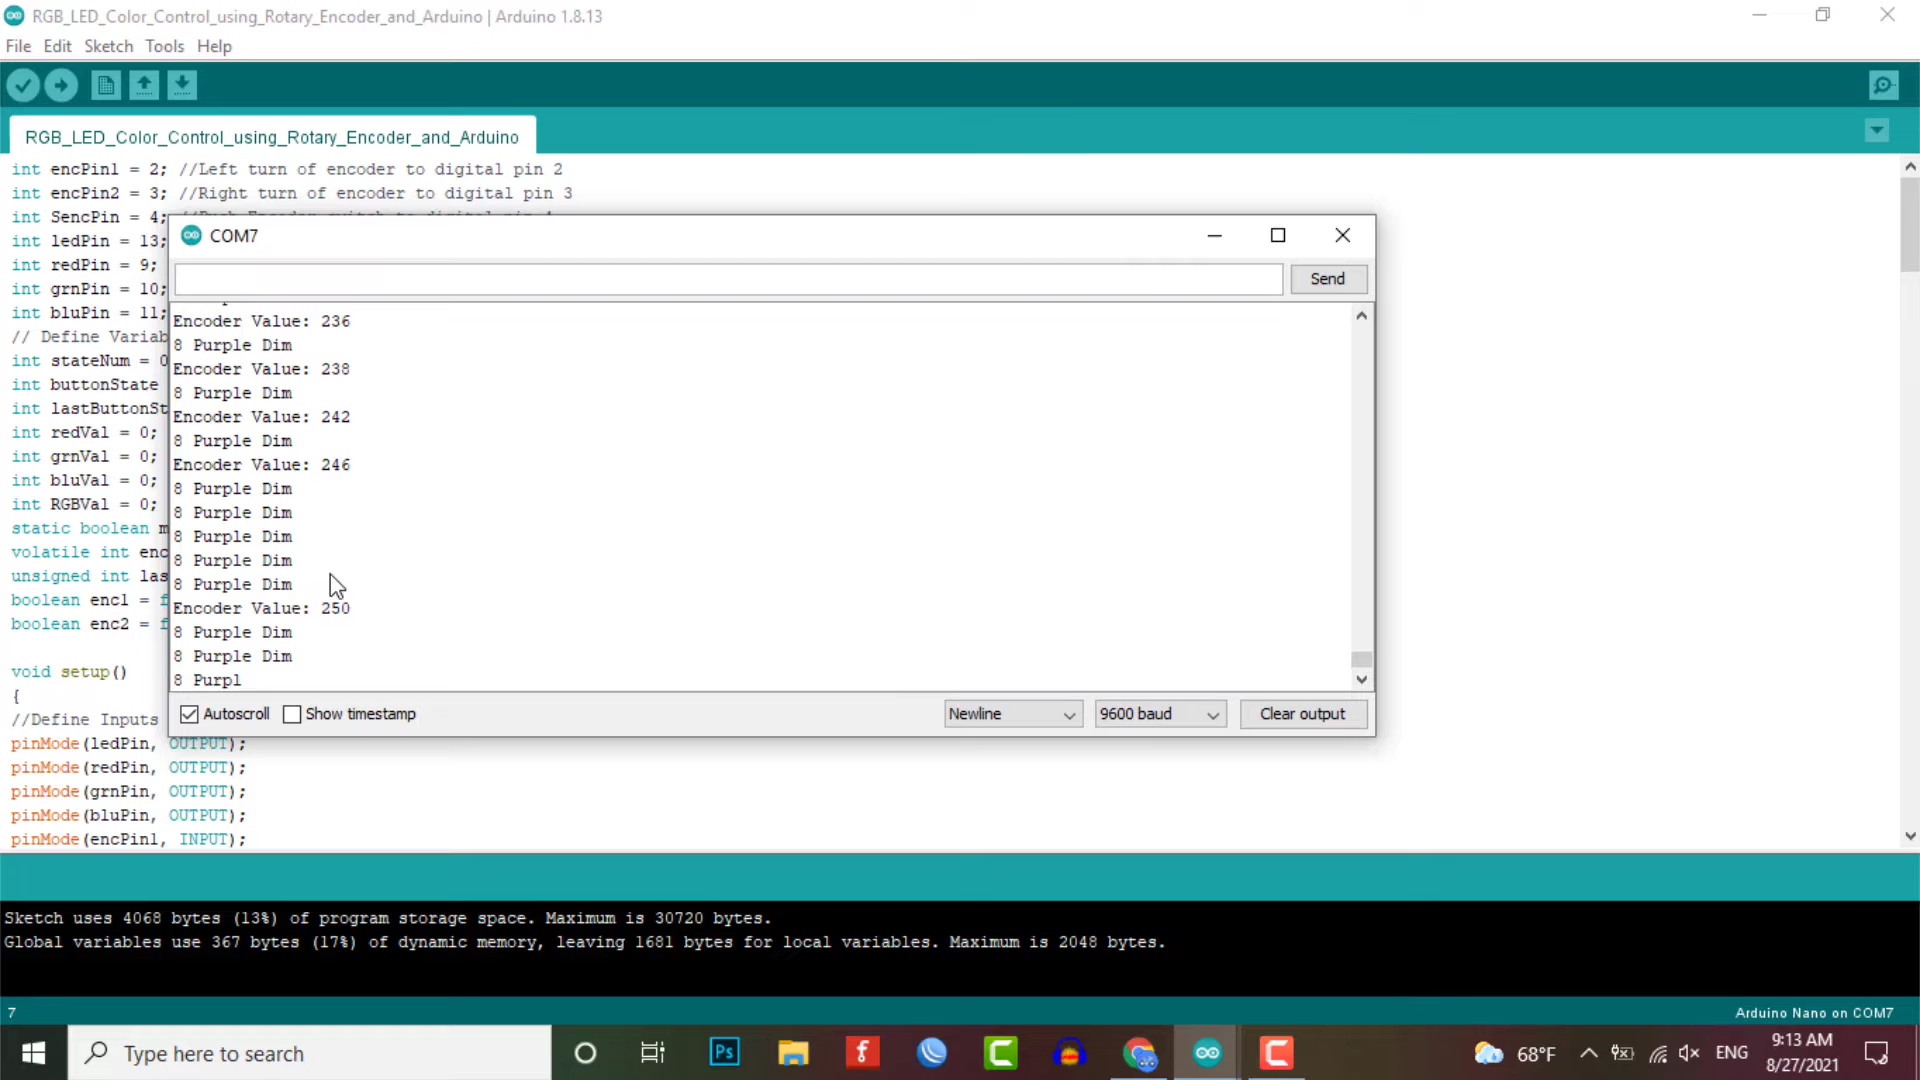 RGB_LED_Color_Control_using_Rotary_Encoder_and_Arduino | Arduino 1.8.13
File Edit Sketch Tools Help
RGB_LED_Color_Control_using_Rotary_Encoder_and_Arduino
int encPin1 = 2; //Left turn of encoder to digital pin 2
int encPin2 = 3; //Right turn of encoder to digital pin 3
int SencPin = 4;
int ledPin = 13;
int redPin = 9;
int grnPin = 10;
int bluPin = 11;
// Define Variab
int stateNum = 0
int buttonState
int lastButtonSt
int redVal = 0;
int grnVal = 0;
int bluVal = 0;
int RGBVal = 0;
static boolean m
volatile int enc
unsigned int las
boolean enc1 = f
boolean enc2 = f
void setup()
{
//Define Inputs
pinMode(ledPin, OUTPUT);
pinMode(redPin, OUTPUT);
pinMode(grnPin, OUTPUT);
pinMode(bluPin, OUTPUT);
pinMode(encPin1, INPUT);
COM7
Send
Encoder Value: 236
8 Purple Dim
Encoder Value: 238
8 Purple Dim
Encoder Value: 242
8 Purple Dim
Encoder Value: 246
8 Purple Dim
8 Purple Dim
8 Purple Dim
8 Purple Dim
8 Purple Dim
Encoder Value: 250
8 Purple Dim
8 Purple Dim
8 Purpl
Autoscroll Show timestamp Newline 9600 baud Clear output
Sketch uses 4068 bytes (13%) of program storage space. Maximum is 30720 bytes.
Global variables use 367 bytes (17%) of dynamic memory, leaving 1681 bytes for local variables. Maximum is 2048 bytes.
7 Arduino Nano on COM7
Type here to search Ps 68°F ENG 9:13 AM
8/27/2021